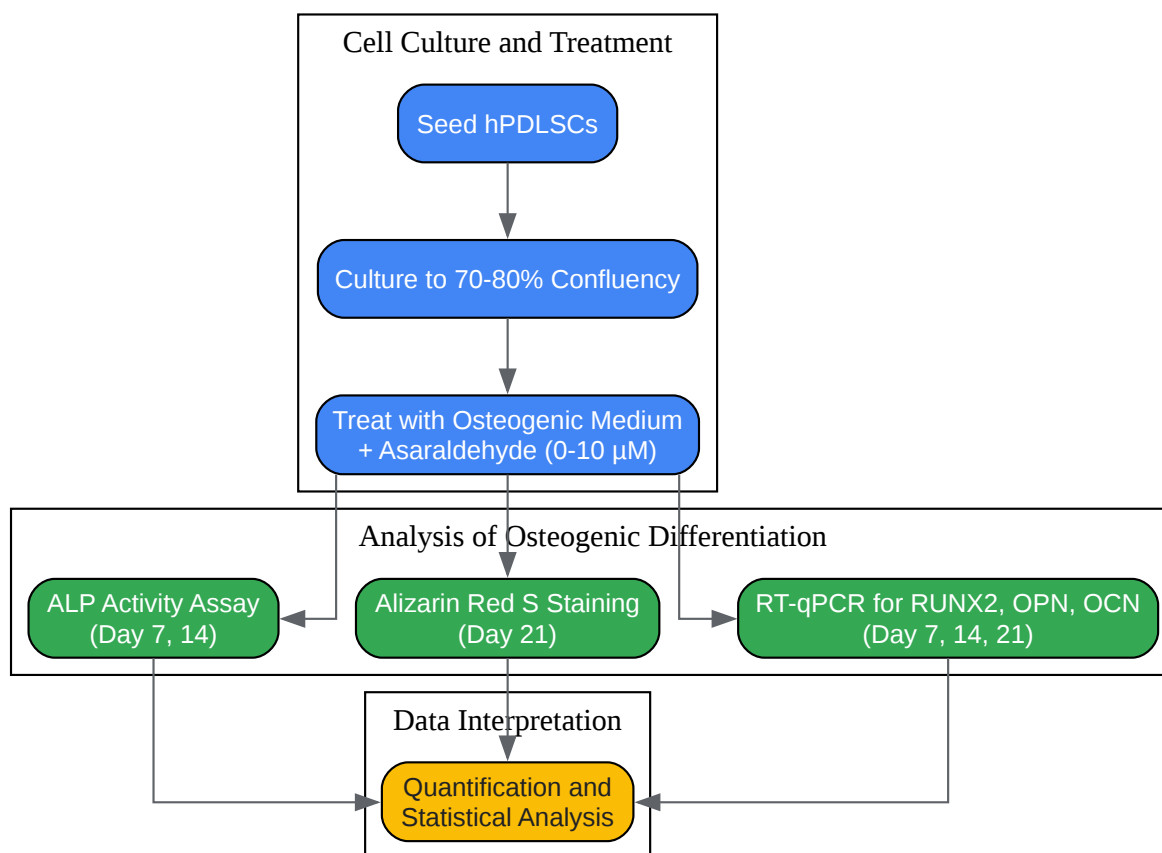 Cell Culture and Treatment
Seed hPDLSCs
Culture to 70-80% Confluency
Treat with Osteogenic Medium
+ Asaraldehyde (0-10 µM)
Analysis of Osteogenic Differentiation
ALP Activity Assay
(Day 7, 14)
Alizarin Red S Staining
(Day 21)
RT-qPCR for RUNX2, OPN, OCN
(Day 7, 14, 21)
Data Interpretation
Quantification and
Statistical Analysis